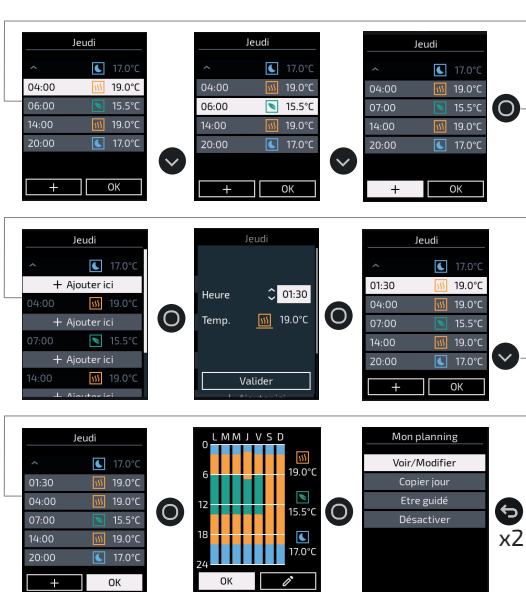 Jeudi
17.0°C
04:00 19.0°C
06:00 15.5°C
14:00 19.0°C
20:00 17.0°C
+ OK
Jeudi
17.0°C
04:00 19.0°C
06:00 15.5°C
14:00 19.0°C
20:00 17.0°C
+ OK
Jeudi
17.0°C
04:00 19.0°C
07:00 15.5°C
14:00 19.0°C
20:00 17.0°C
+ OK
Jeudi
17.0°C
+ Ajouter ici
04:00 19.0°C
+ Ajouter ici
07:00 15.5°C
+ Ajouter ici
14:00 19.0°C
+ Ajouter ici
Jeudi
Heure 01:30
Temp. 19.0°C
Valider
+ Ajouter ici
Jeudi
17.0°C
01:30 19.0°C
04:00 19.0°C
07:00 15.5°C
14:00 19.0°C
20:00 17.0°C
+ OK
Jeudi
17.0°C
01:30 19.0°C
04:00 19.0°C
07:00 15.5°C
14:00 19.0°C
20:00 17.0°C
+ OK
L M M J V S D
0
19.0°C
6
15.5°C
12
18
17.0°C
24
OK
Mon planning
Voir/Modifier
Copier jour
Etre guidé
Désactiver
x2